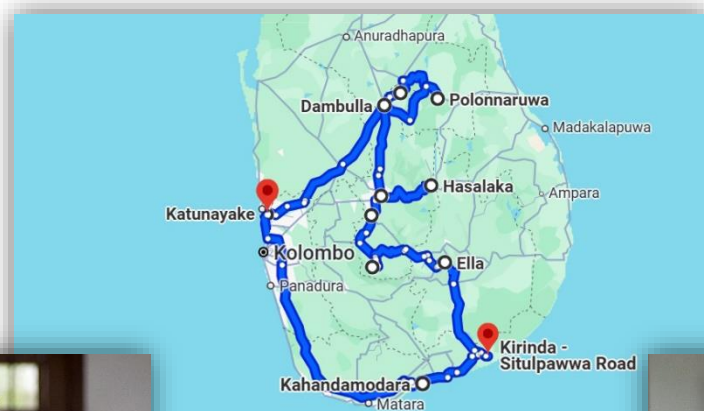 Anuradhapura
Dambulla
Polonnaruwa
Madakalapuwa
Hasalaka
Ampara
Katunayake
Kolombo
Ella
Panadura
Kirinda -
Situlpawwa Road
Kahandamodara
Matara